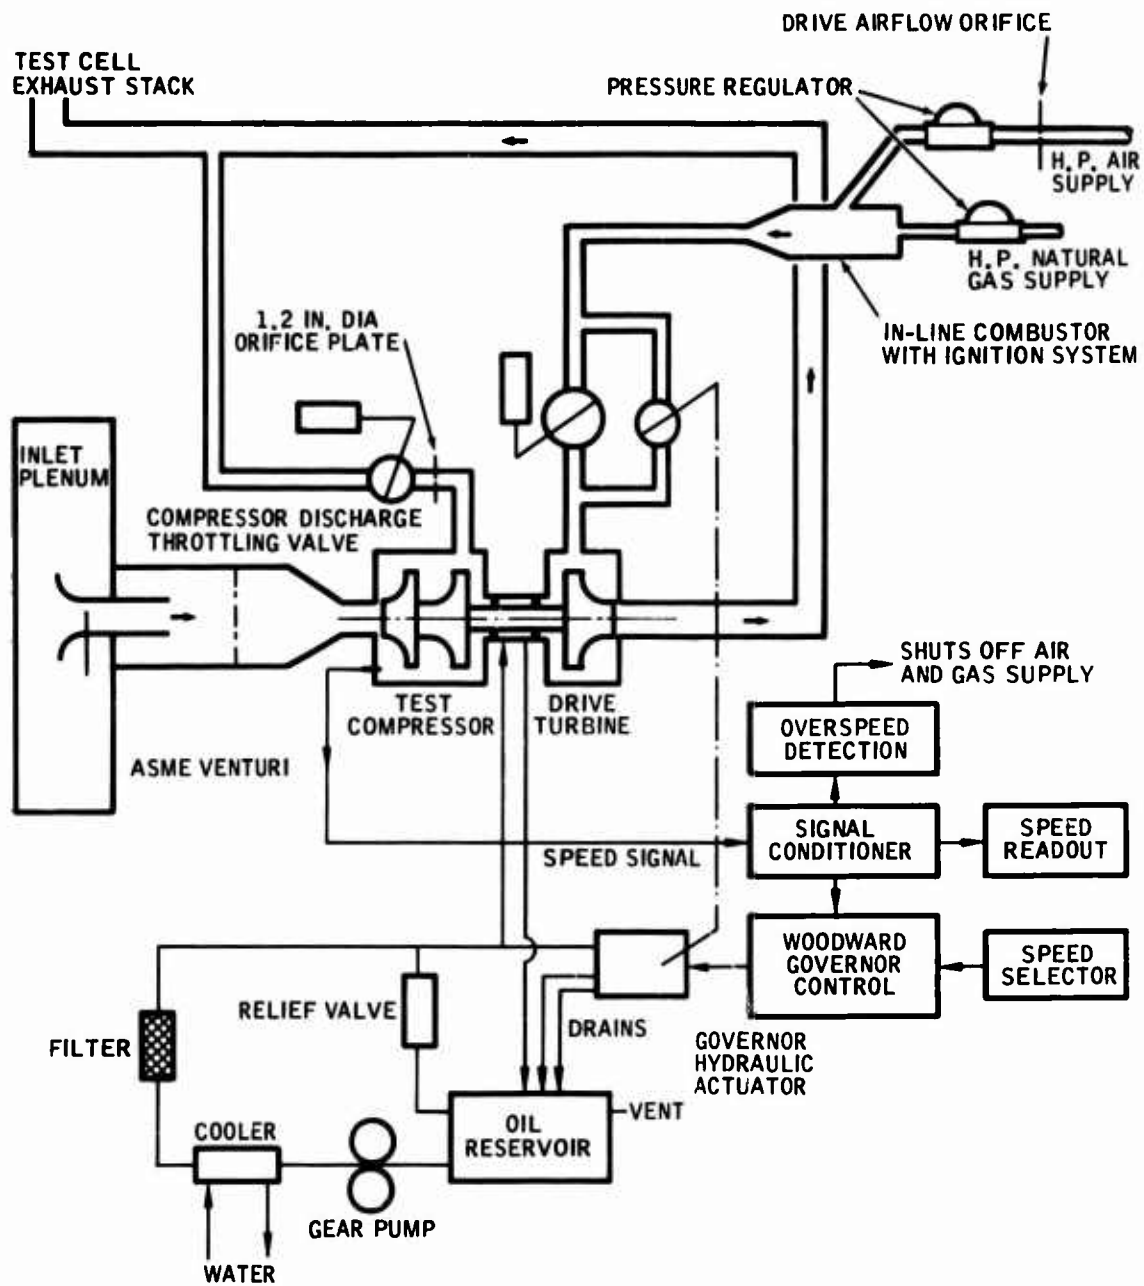 DRIVE AIRFLOW ORIFICE
TEST CELL
EXHAUST STACK
PRESSURE REGULATOR
H.P. AIR
SUPPLY
H.P. NATURAL
GAS SUPPLY
1.2 IN. DIA
ORIFICE PLATE
IN-LINE COMBUSTOR
WITH IGNITION SYSTEM
INLET
PLENUM
COMPRESSOR DISCHARGE
THROTTLING VALVE
TEST
COMPRESSOR
DRIVE
TURBINE
SHUTS OFF AIR
AND GAS SUPPLY
OVERSPEED
DETECTION
ASME VENTURI
SPEED SIGNAL
SIGNAL
CONDITIONER
SPEED
READOUT
WOODWARD
GOVERNOR
CONTROL
SPEED
SELECTOR
RELIEF VALVE
DRAINS
FILTER
GOVERNOR
HYDRAULIC
ACTUATOR
COOLER
OIL
RESERVOIR
VENT
GEAR PUMP
WATER